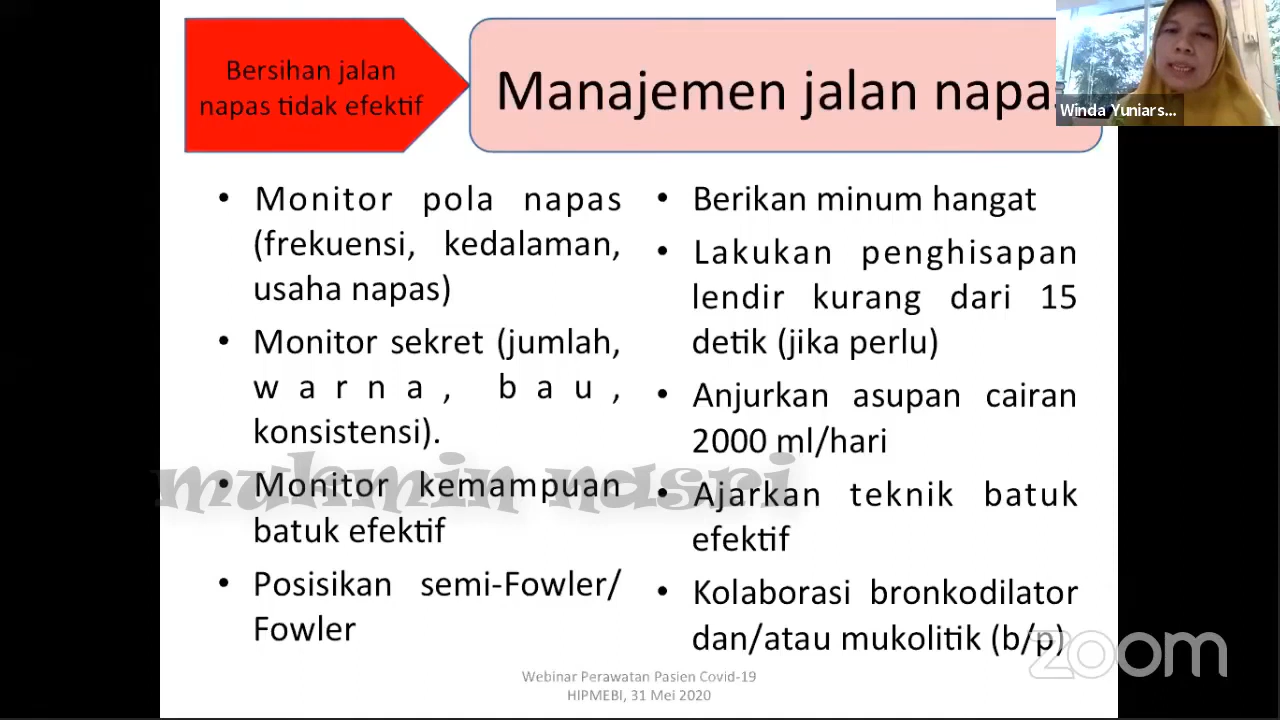 Bersihan jalan
napas tidak efektif
Manajemen jalan napas
Winda Yuniars...
• Monitor pola napas
(frekuensi, kedalaman,
usaha napas)
• Monitor sekret (jumlah,
warna, bau,
konsistensi).
• Monitor kemampuan
batuk efektif
• Posisikan semi-Fowler/
Fowler
• Berikan minum hangat
• Lakukan penghisapan
lendir kurang dari 15
detik (jika perlu)
• Anjurkan asupan cairan
2000 ml/hari
• Ajarkan teknik batuk
efektif
• Kolaborasi bronkodilator
dan/atau mukolitik (b/p)
mukmin nasri
zoom
Webinar Perawatan Pasien Covid-19
HIPMEBI, 31 Mei 2020